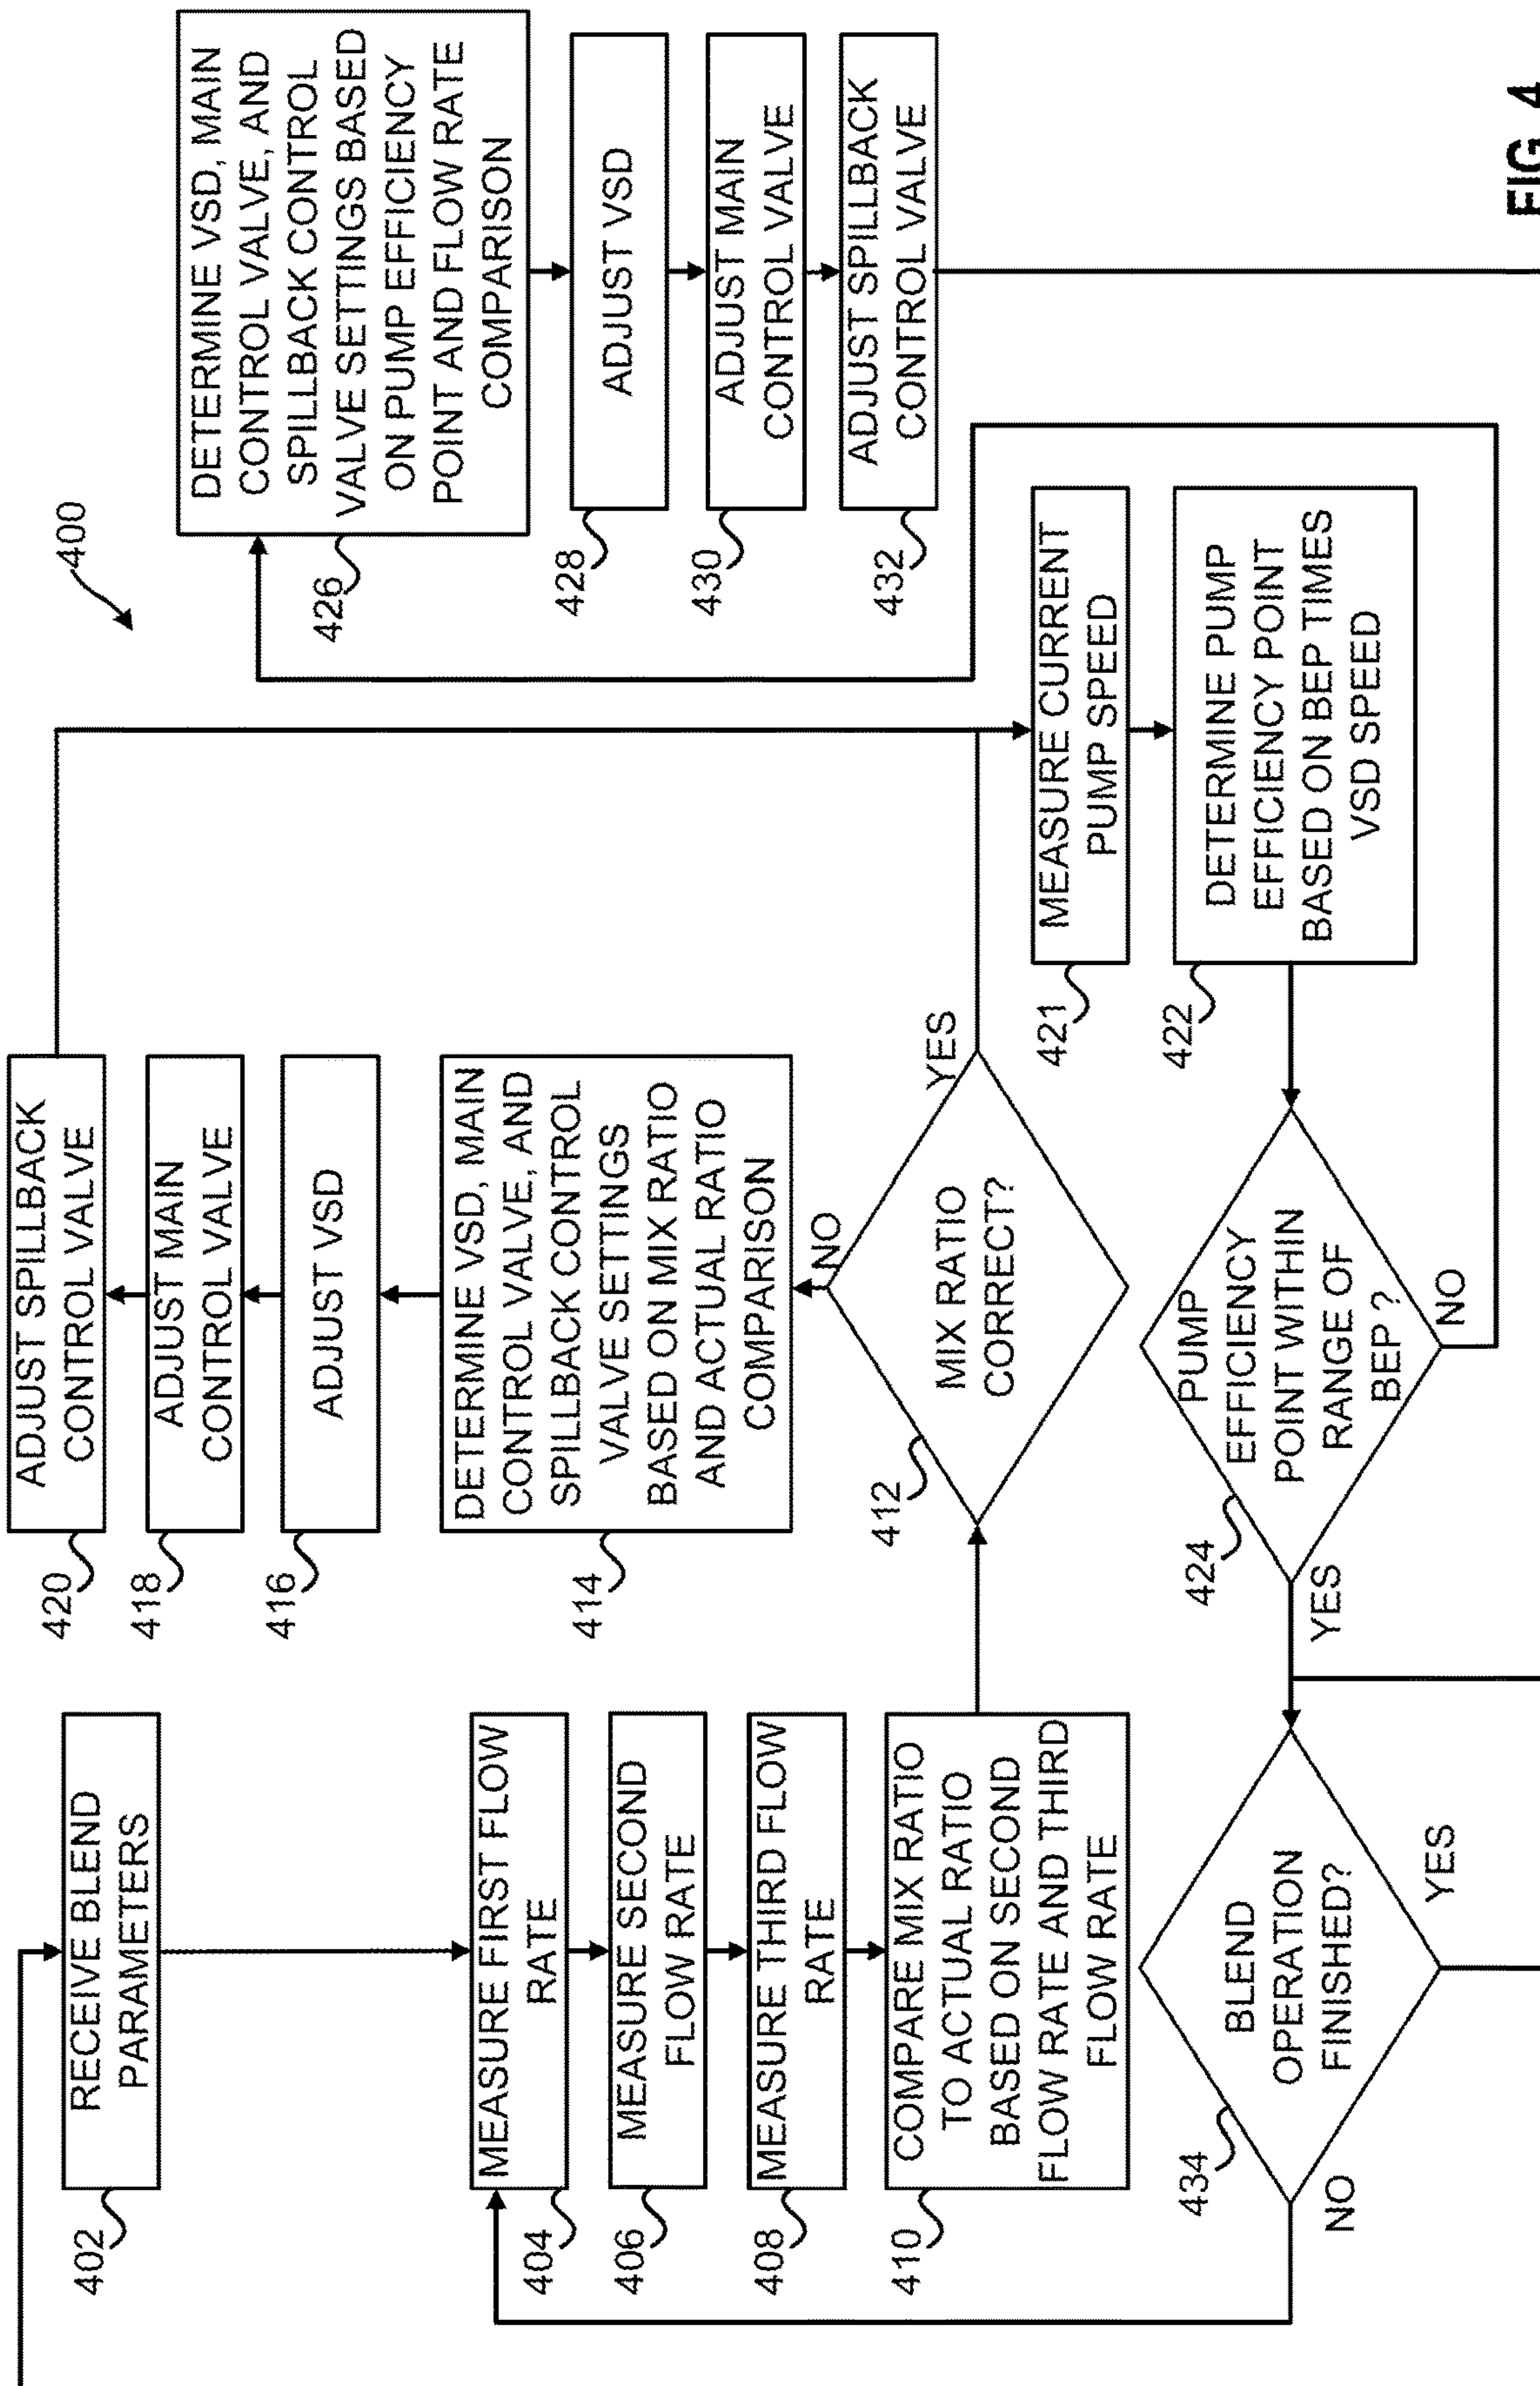 400
402
RECEIVE BLEND
PARAMETERS
404
MEASURE FIRST FLOW
RATE
406
MEASURE SECOND
FLOW RATE
408
MEASURE THIRD FLOW
RATE
410
COMPARE MIX RATIO
TO ACTUAL RATIO
BASED ON SECOND
FLOW RATE AND THIRD
FLOW RATE
412
MIX RATIO
CORRECT?
YES
NO
414
DETERMINE VSD, MAIN
CONTROL VALVE, AND
SPILLBACK CONTROL
VALVE SETTINGS
BASED ON MIX RATIO
AND ACTUAL RATIO
COMPARISON
416
ADJUST VSD
418
ADJUST MAIN
CONTROL VALVE
420
ADJUST SPILLBACK
CONTROL VALVE
421
MEASURE CURRENT
PUMP SPEED
422
DETERMINE PUMP
EFFICIENCY POINT
BASED ON BEP TIMES
VSD SPEED
424
PUMP
EFFICIENCY
POINT WITHIN
RANGE OF
BEP ?
YES
NO
426
DETERMINE VSD, MAIN
CONTROL VALVE, AND
SPILLBACK CONTROL
VALVE SETTINGS BASED
ON PUMP EFFICIENCY
POINT AND FLOW RATE
COMPARISON
428
ADJUST VSD
430
ADJUST MAIN
CONTROL VALVE
432
ADJUST SPILLBACK
CONTROL VALVE
434
BLEND
OPERATION
FINISHED?
NO
YES
FIG. 4